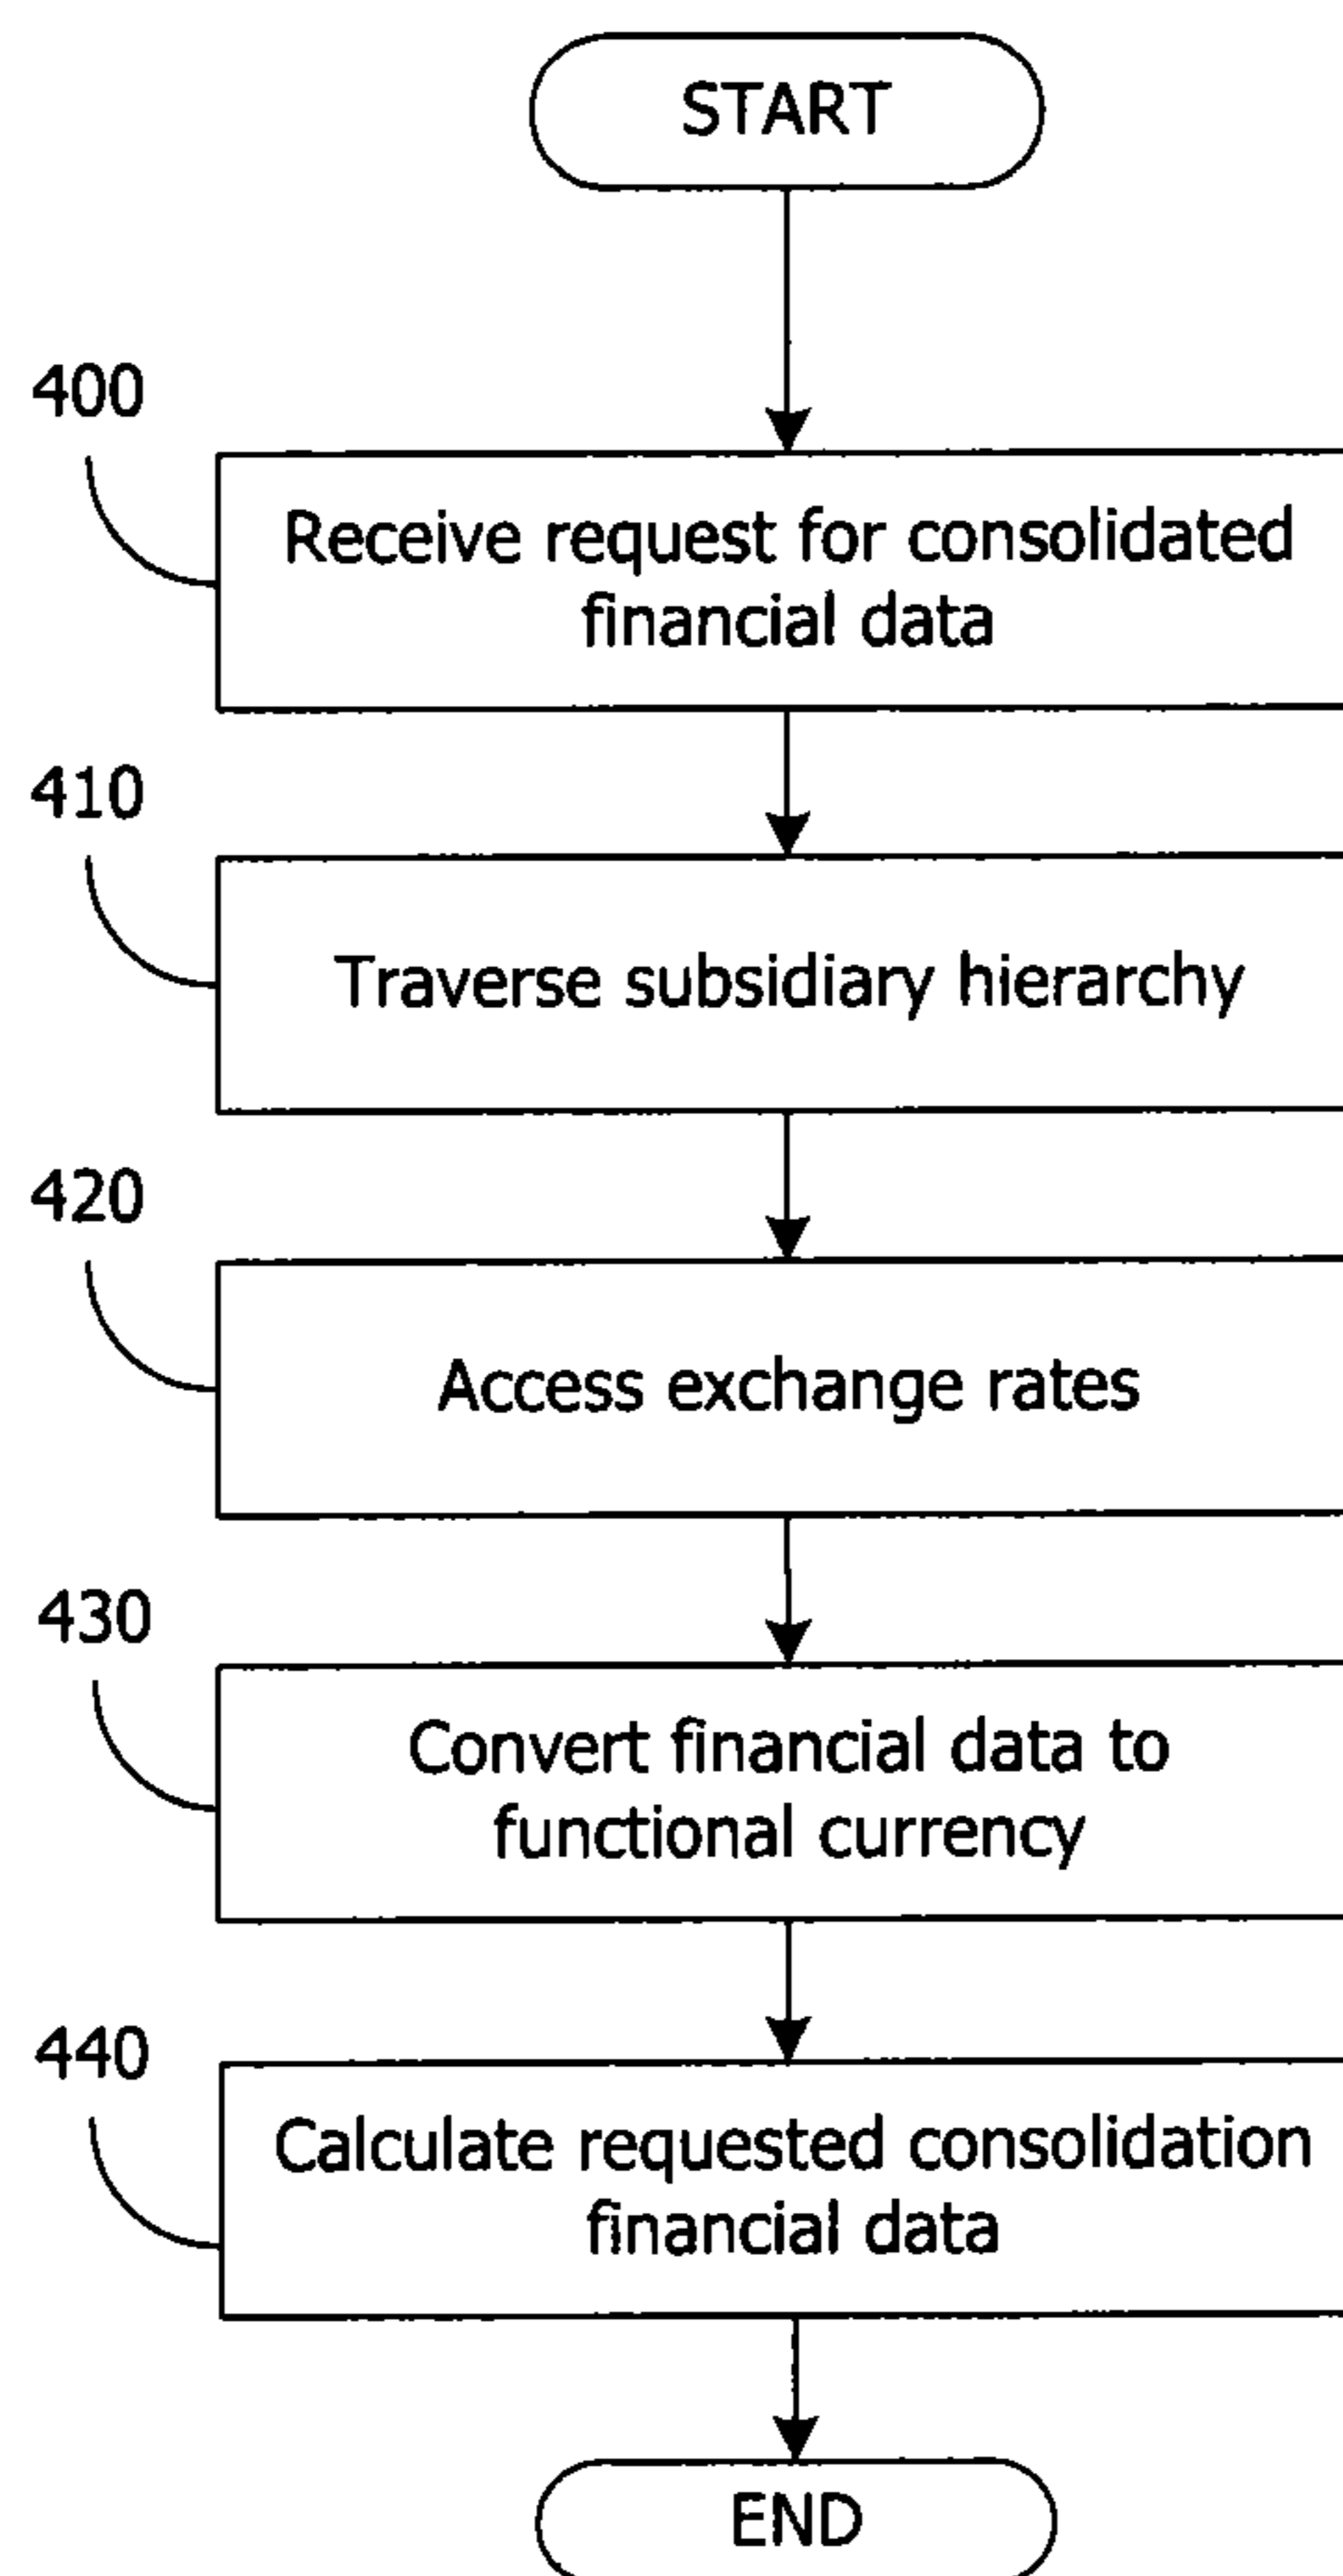 START
400
Receive request for consolidated
financial data
410
Traverse subsidiary hierarchy
420
Access exchange rates
430
Convert financial data to
functional currency
440
Calculate requested consolidation
financial data
END